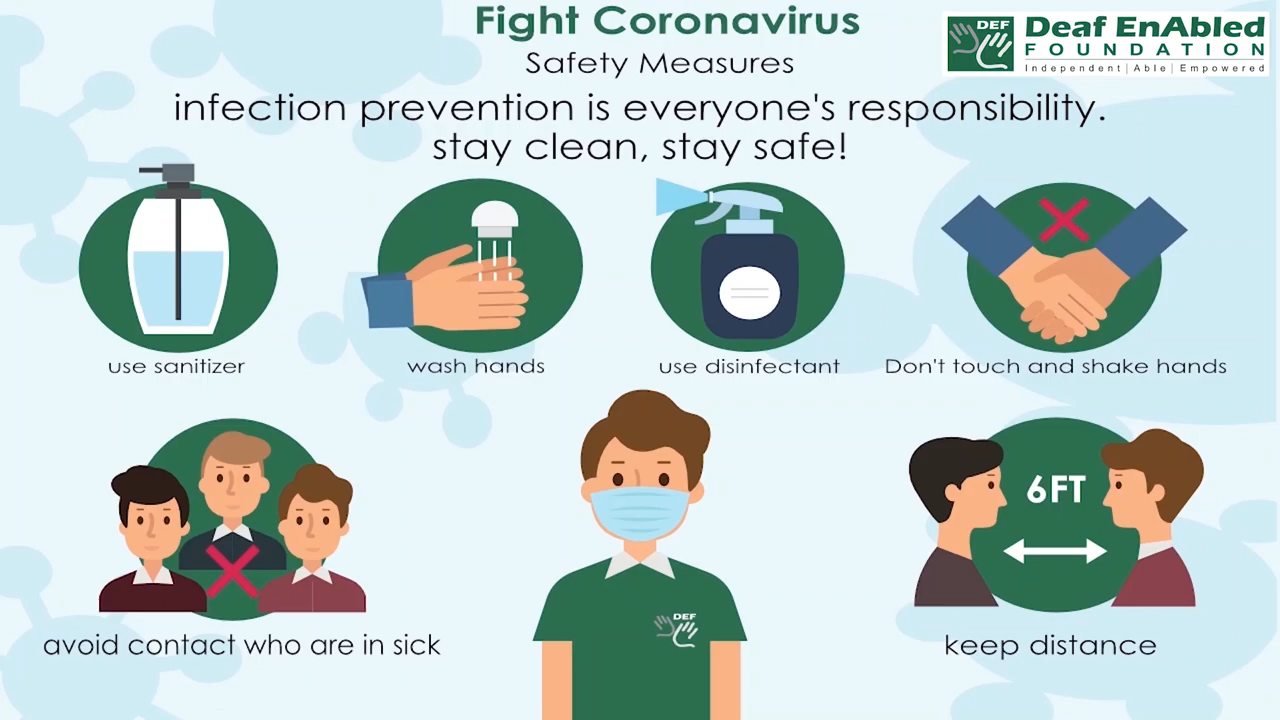 Fight Coronavirus
Safety Measures
DEF
Deaf EnAbled
FOUNDATION
Independent | Able | Empowered
infection prevention is everyone's responsibility.
stay clean, stay safe!
use sanitizer
wash hands
use disinfectant
Don't touch and shake hands
6FT
DEF
avoid contact who are in sick
keep distance